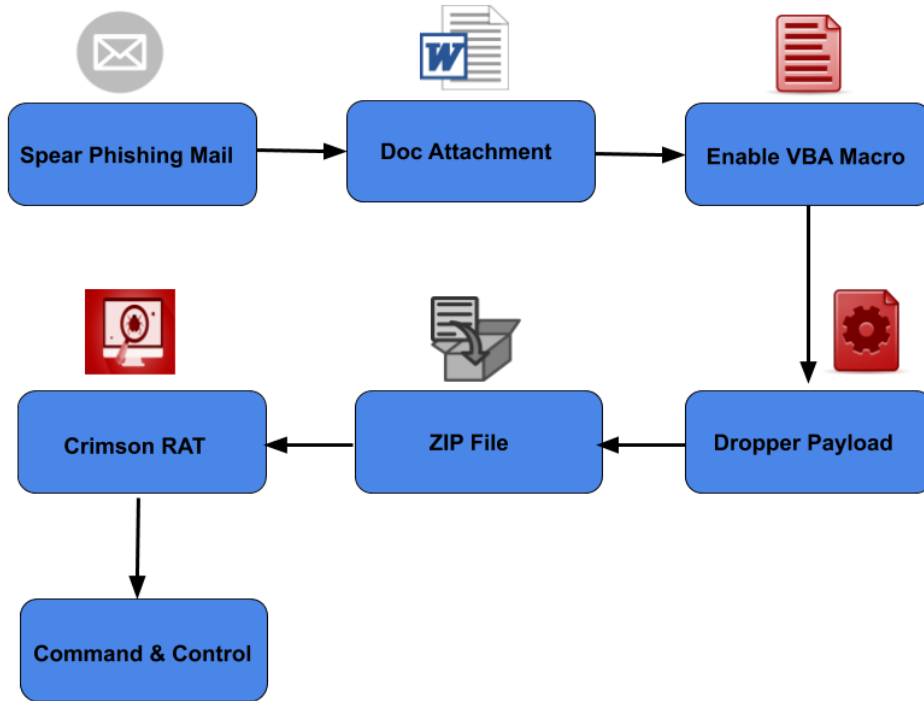 Spear Phishing Mail
W
Doc Attachment
Enable VBA Macro
Crimson RAT
ZIP File
Dropper Payload
Command & Control